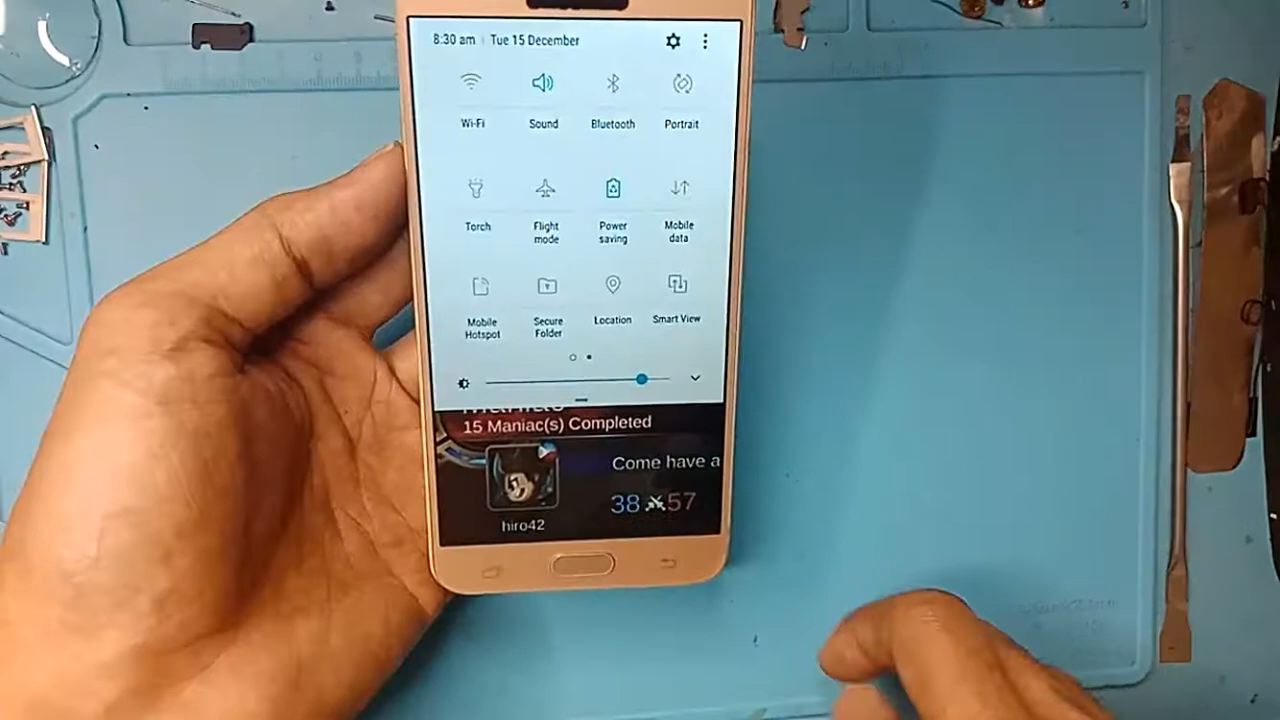 8:30 am | Tue 15 December
Wi-Fi
Sound
Bluetooth
Portrait
Torch
Flight
mode
Power
saving
Mobile
data
Mobile
Hotspot
Secure
Folder
Location
Smart View
15 Maniac(s) Completed
Come have a
38
57
hiro42